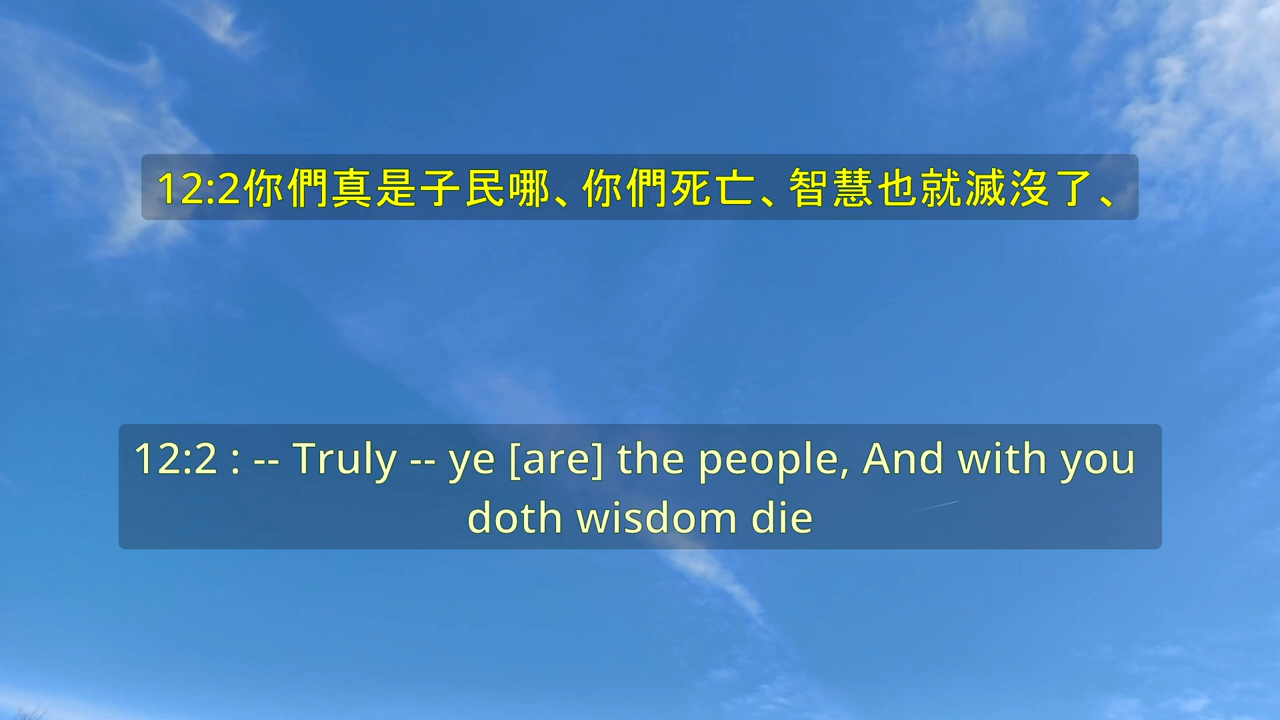 12:2你們真是子民哪、你們死亡、智慧也就滅沒了、
12:2 : -- Truly -- ye [are] the people, And with you
doth wisdom die